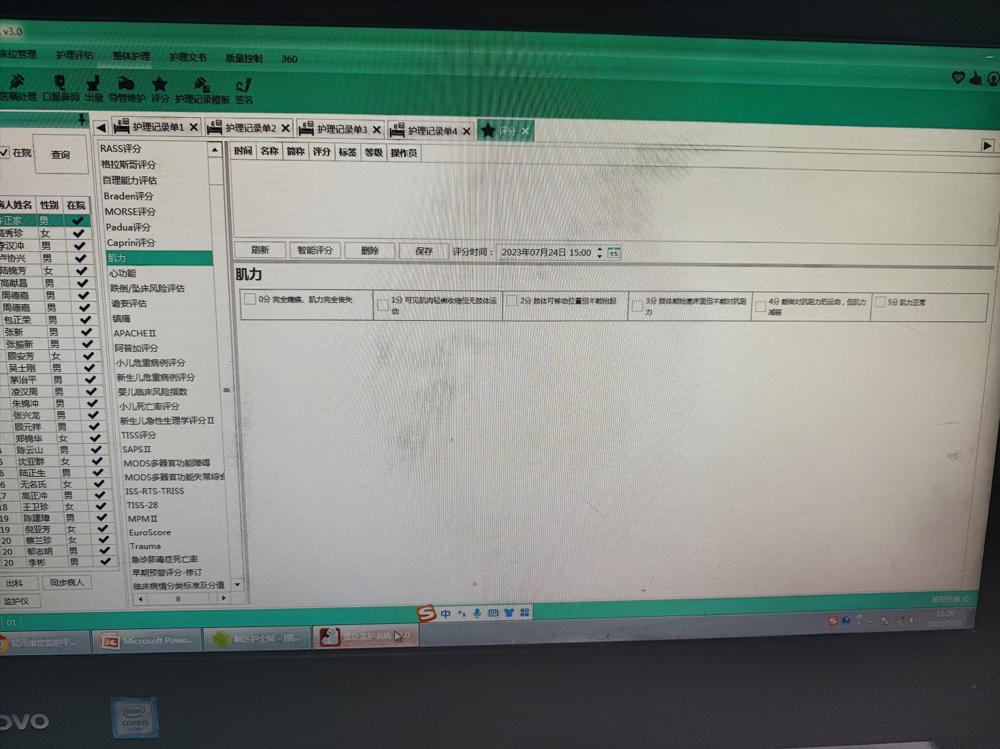 v3.0
床位管理 护理评估 整体护理 护理文书 质量控制 360
医嘱处理 口服鼻饲 出量 导管维护 评分 护理记录模板 签名
护理记录单1 护理记录单2 护理记录单3 护理记录单4 评分
在院 查询
病人姓名 性别 在院
男
高秀珍 女
李汉冲 男
卢协兴 男
陆锦芳 女
高献昌 男
周德嘉 男
周德嘉 男
包正荣 男
张新 男
张振新 男
顾安芳 女
吴士刚 男
茅治平 男
凌汉周 男
朱锦冲 男
张兴龙 男
顾元祥 男
郑锦华 女
陈云山 男
沈亚群 女
6 陆正生 男
6 无名氏 女
17 高正冲 男
18 王卫珍 女
19 陈建璋 男
19 倪亚芳 女
20 蔡兰珍 女
20 郁志明 男
20 李彬 男
出科 同步病人
监护仪
01
RASS评分
格拉斯哥评分
自理能力评估
Braden评分
MORSE评分
Padua评分
Caprini评分
肌力
心功能
跌倒/坠床风险评估
谵妄评估
镇痛
APACHEⅡ
阿普加评分
小儿危重病例评分
新生儿危重病例评分
婴儿临床风险指数
小儿死亡率评分
新生儿急性生理学评分Ⅱ
TISS评分
SAPSⅡ
MODS多器官功能障碍
MODS多器官功能失常综合
ISS-RTS-TRISS
TISS-28
MPMⅡ
EuroScore
Trauma
急诊脓毒症死亡率
早期预警评分-修订
临床病情分类标准及分值
时间 名称 简称 评分 标签 等级 操作员
刷新 智能评分 删除 保存 评分时间： 2023年07月24日 15:00 15
肌力
0分 完全瘫痪、肌力完全丧失
1分 可见肌肉轻微收缩但无肢体运
动
2分 肢体可移动位置但不能抬起
3分 肢体能抬离床面但不能对抗阻
力
4分 能做对抗阻力的运动，但肌力
减弱
5分 肌力正常
版权所有 ©
中
轻迅重症监护平... Microsoft Powe... 病区护士站 - [医... 重症监护系统
16:20
2023/7/24
ovo
intel
CORE i3
inside